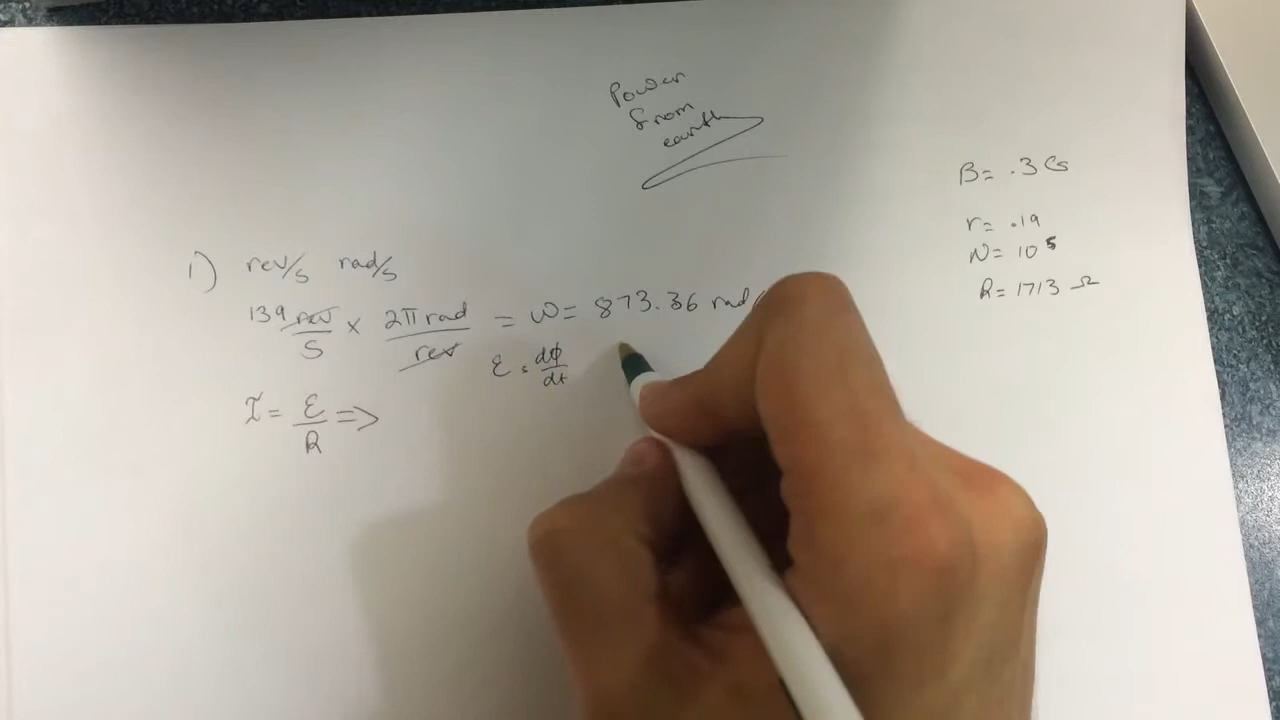 Power
from
earth
B= .3 G
r= .19
N= 10⁵
R= 1713 Ω
1) rev/s rad/s
139 rev/s × 2π rad/rev = ω= 873.36 rad/
ε = dϕ/dt
I = ε/R =>